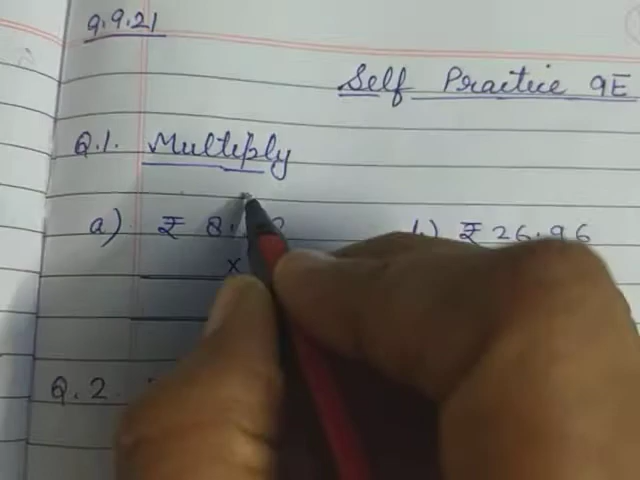 9.9.21
Self Practice 9E
Q.1. Multiply
a) ₹ 8. b) ₹ 26.96
x
Q.2.